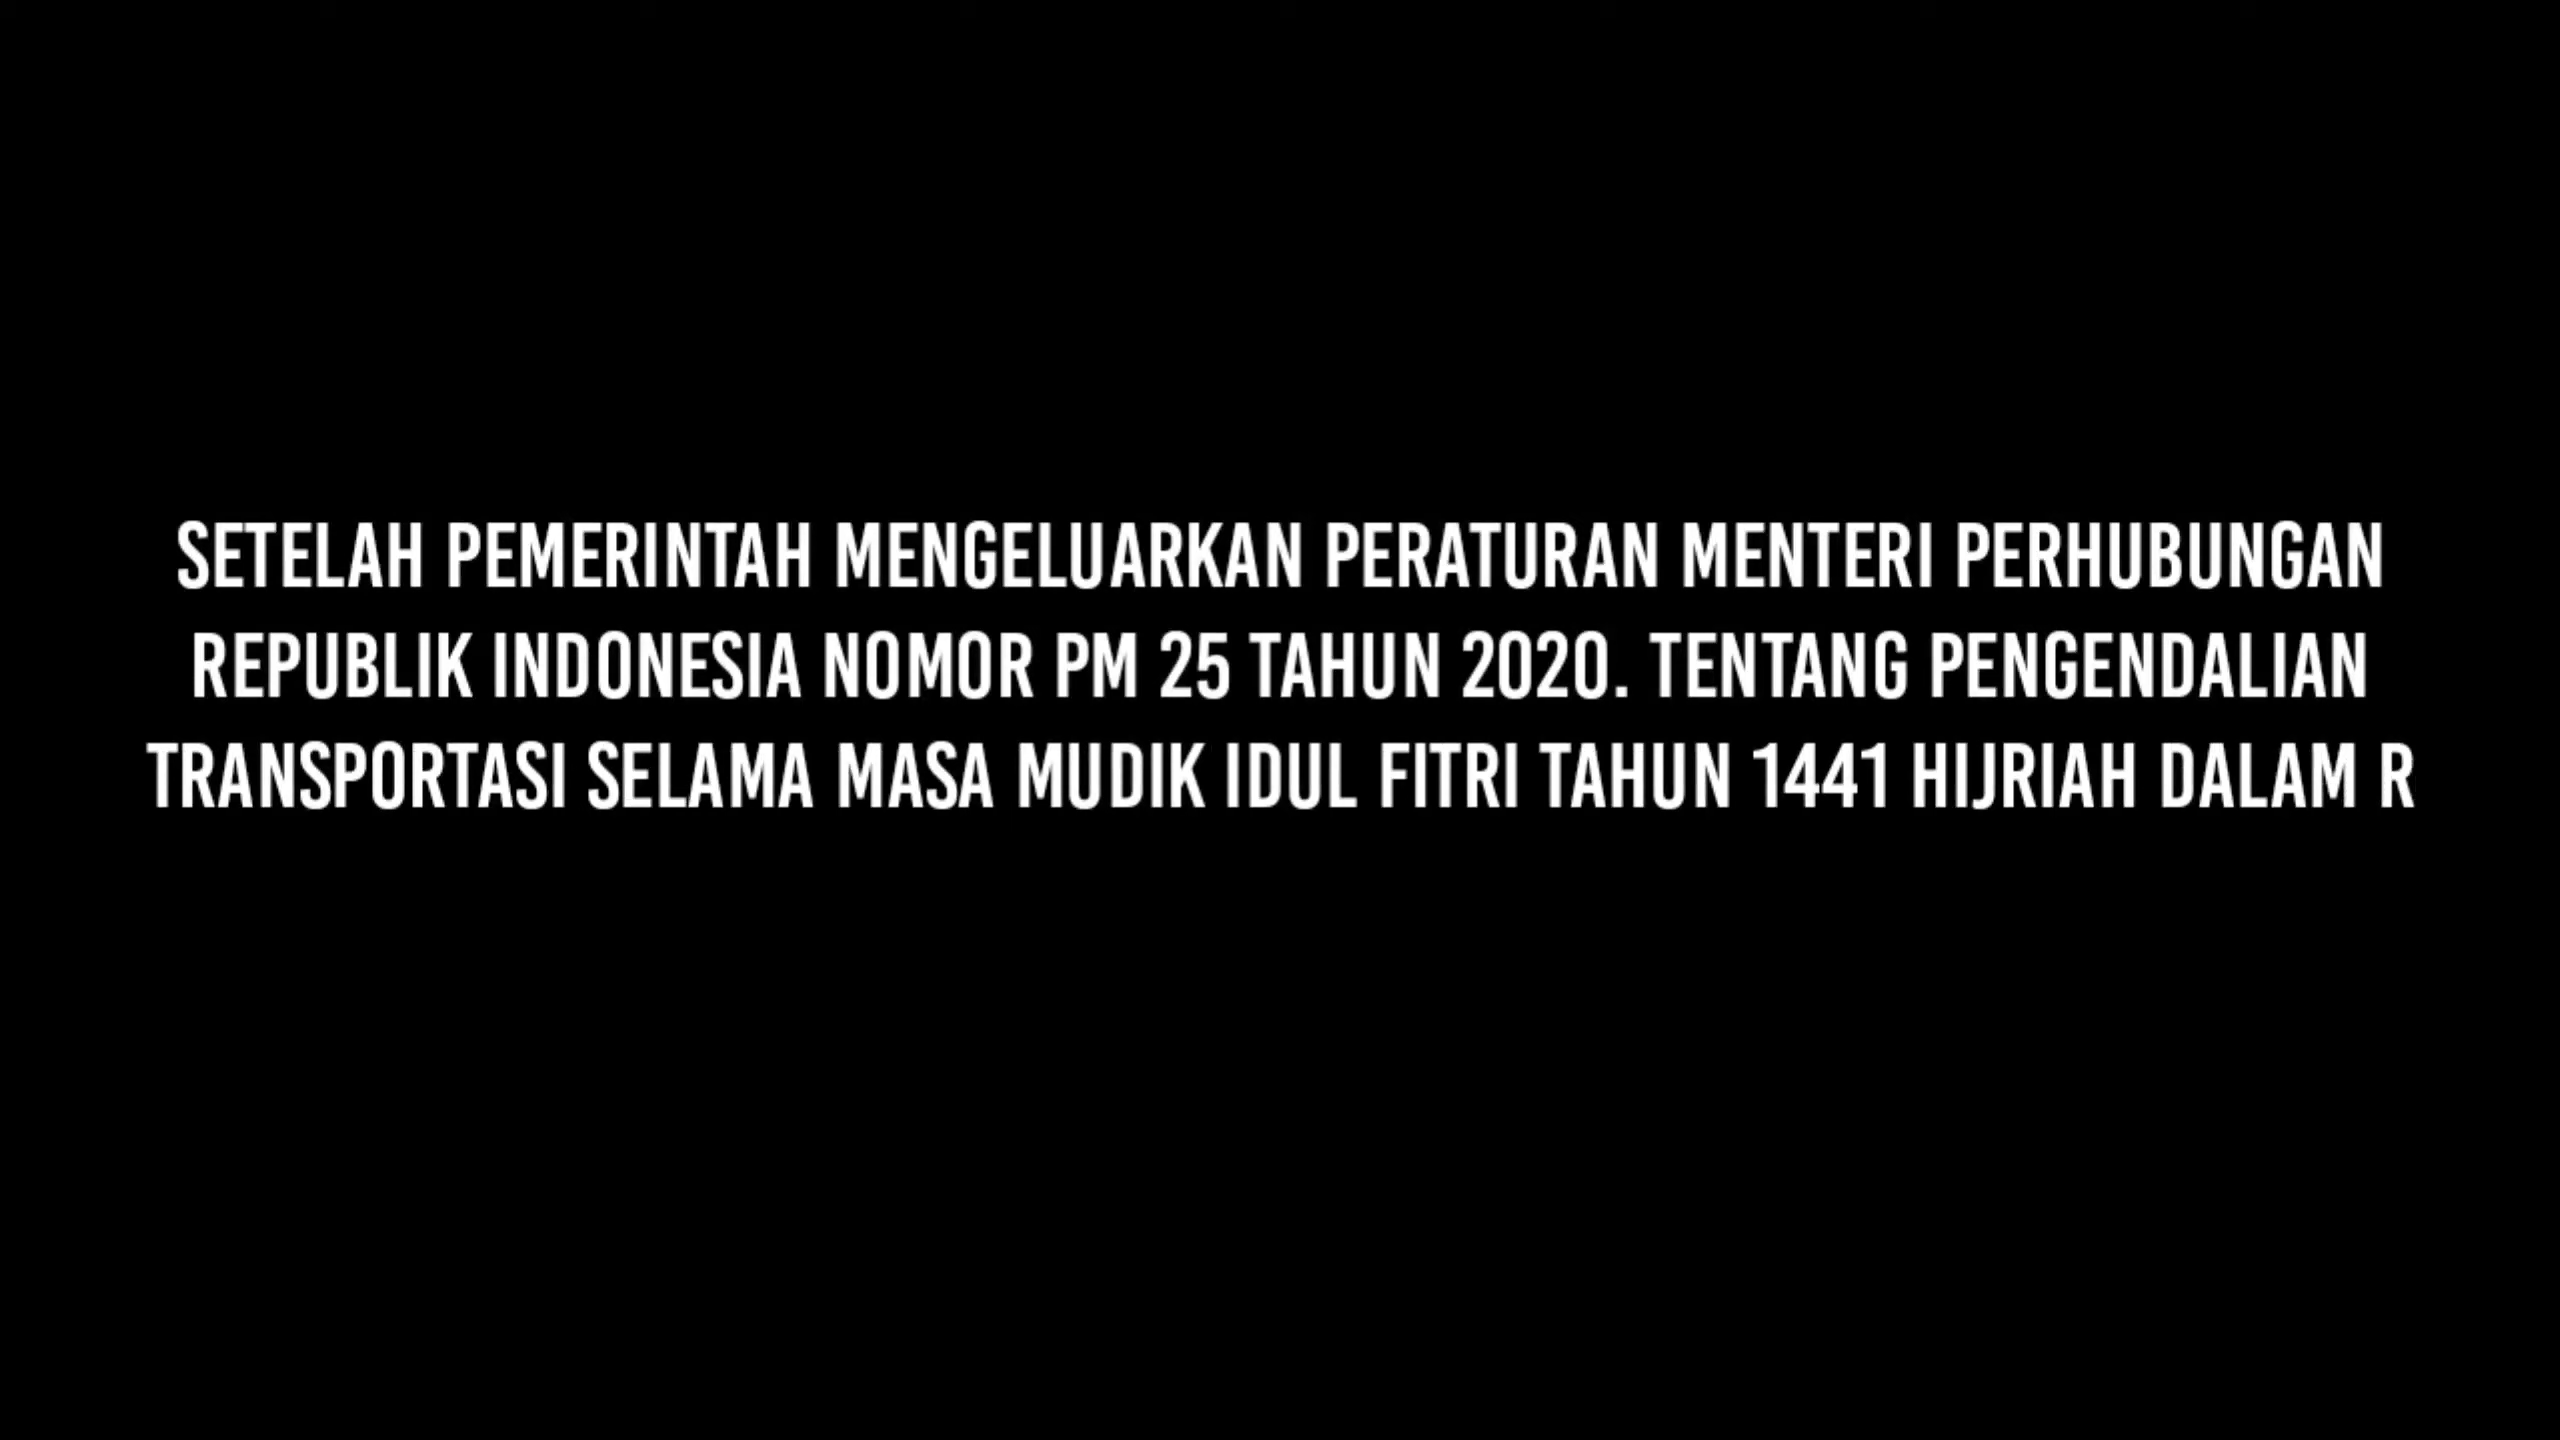 SETELAH PEMERINTAH MENGELUARKAN PERATURAN MENTERI PERHUBUNGAN
REPUBLIK INDONESIA NOMOR PM 25 TAHUN 2020. TENTANG PENGENDALIAN
TRANSPORTASI SELAMA MASA MUDIK IDUL FITRI TAHUN 1441 HIJRIAH DALAM R